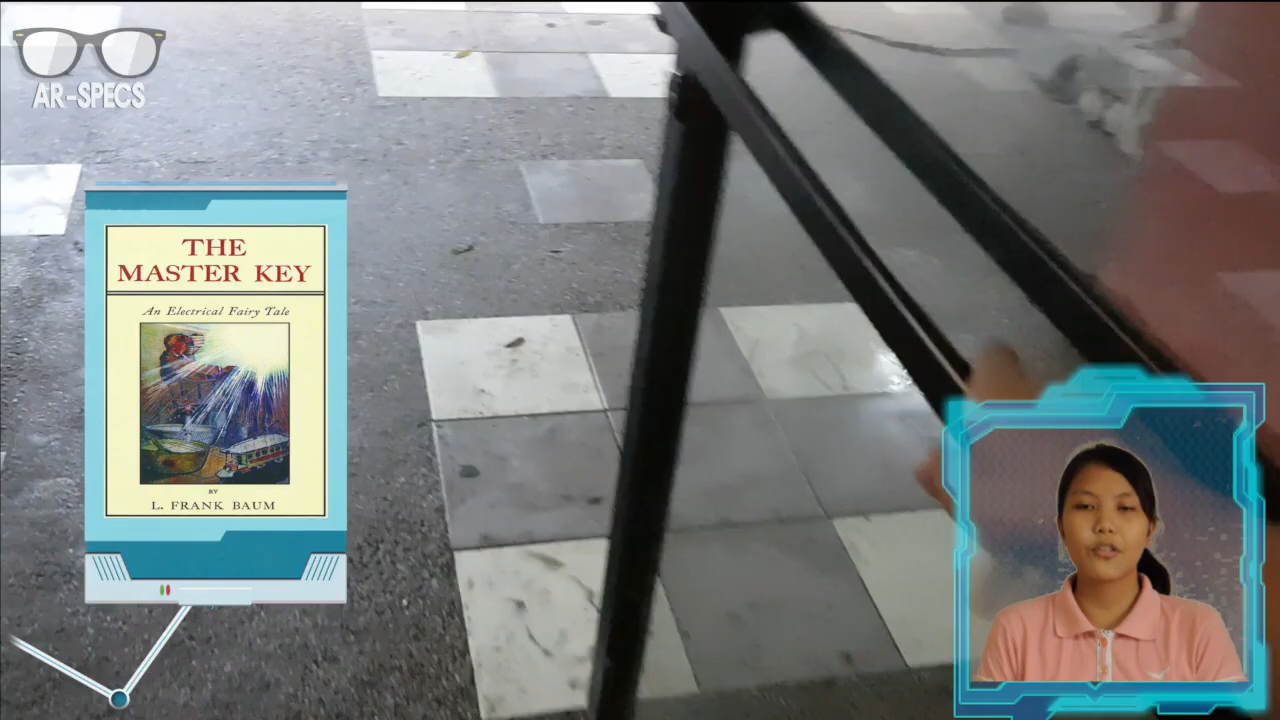 AR-SPECS
THE
MASTER KEY
An Electrical Fairy Tale
BY
L. FRANK BAUM